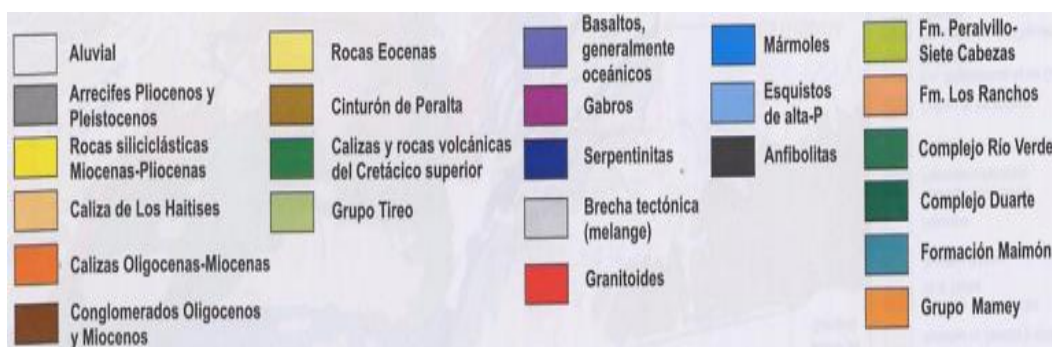 Aluvial
Arrecifes Pliocenos y
Pleistocenos
Rocas siliciclásticas
Miocenas-Pliocenas
Caliza de Los Haitises
Calizas Oligocenas-Miocenas
Conglomerados Oligocenos
y Miocenos
Rocas Eocenas
Cinturón de Peralta
Calizas y rocas volcánicas
del Cretácico superior
Grupo Tireo
Basaltos,
generalmente
oceánicos
Gabros
Serpentinitas
Brecha tectónica
(melange)
Granitoides
Mármoles
Esquistos
de alta-P
Anfibolitas
Fm. Peralvillo-
Siete Cabezas
Fm. Los Ranchos
Complejo Río Verde
Complejo Duarte
Formación Maimón
Grupo Mamey